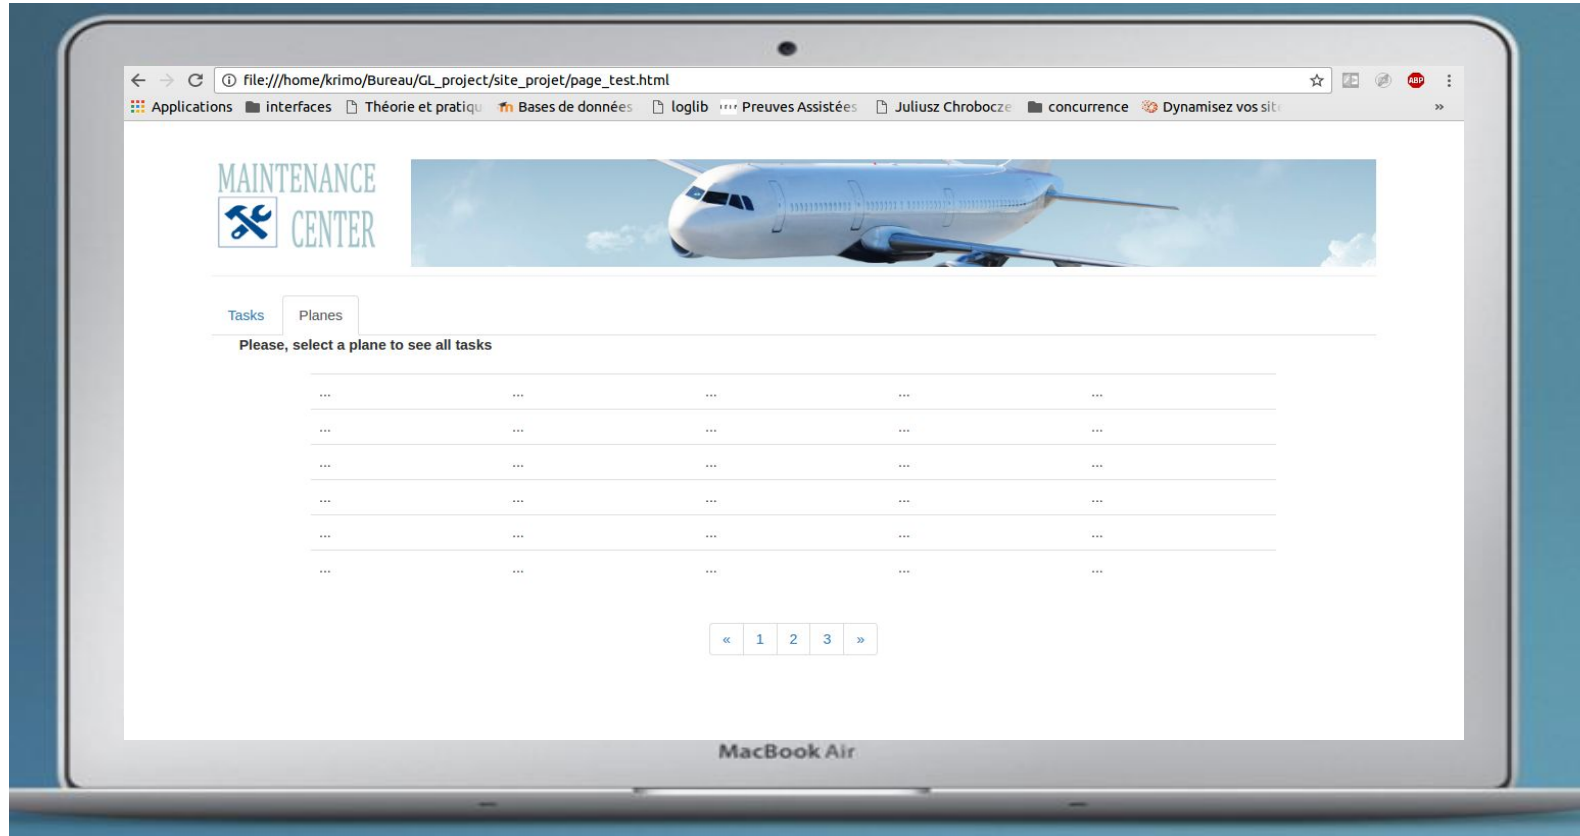 file:///home/krimo/Bureau/GL_project/site_projet/page_test.html
ABP
Applications interfaces Théorie et pratiqu Bases de données loglib Preuves Assistées Juliusz Chrobocze concurrence Dynamisez vos sit »
MAINTENANCE
CENTER
Tasks Planes
Please, select a plane to see all tasks
... ... ... ... ...
... ... ... ... ...
... ... ... ... ...
... ... ... ... ...
... ... ... ... ...
... ... ... ... ...
« 1 2 3 »
MacBook Air